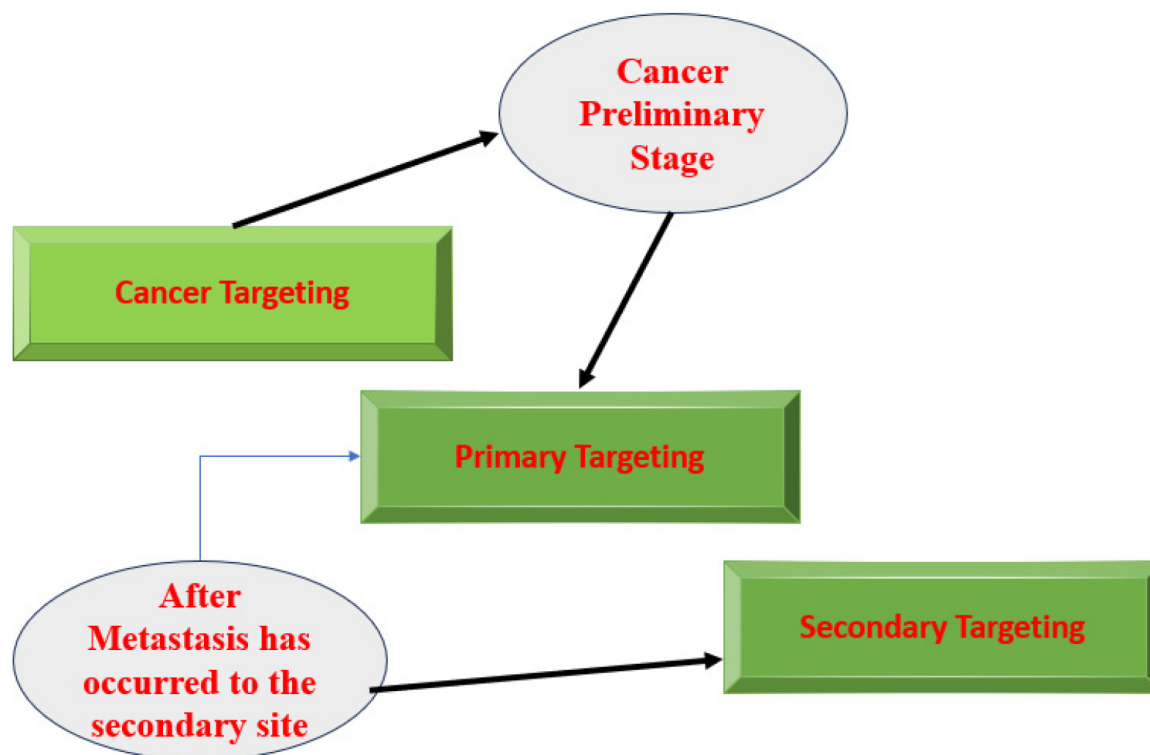 Cancer
Preliminary
Stage
Cancer Targeting
Primary Targeting
After
Metastasis has
occurred to the
secondary site
Secondary Targeting